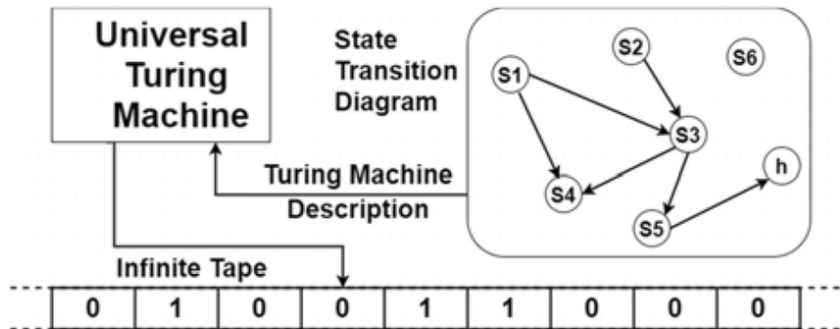 Universal
Turing
Machine
State
Transition
Diagram
S1
S2
S6
S3
h
S4
S5
Turing Machine
Description
Infinite Tape
0 1 0 0 1 1 0 0 0